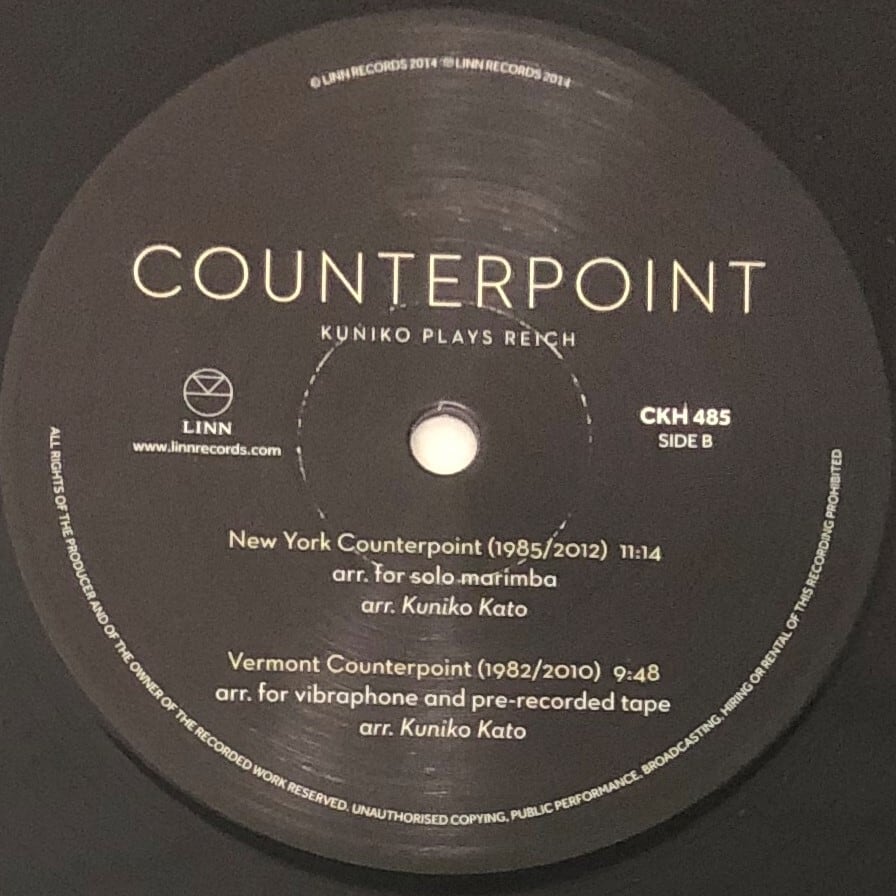 ℗ LINN RECORDS 2014 © LINN RECORDS 2014
COUNTERPOINT
KUNIKO PLAYS REICH
LINN
www.linnrecords.com
CKH 485
SIDE B
New York Counterpoint (1985/2012) 11:14
arr. for solo marimba
arr. Kuniko Kato
Vermont Counterpoint (1982/2010) 9:48
arr. for vibraphone and pre-recorded tape
arr. Kuniko Kato
ALL RIGHTS OF THE PRODUCER AND OF THE OWNER OF THE RECORDED WORK RESERVED. UNAUTHORISED COPYING, PUBLIC PERFORMANCE, BROADCASTING, HIRING OR RENTAL OF THIS RECORDING PROHIBITED